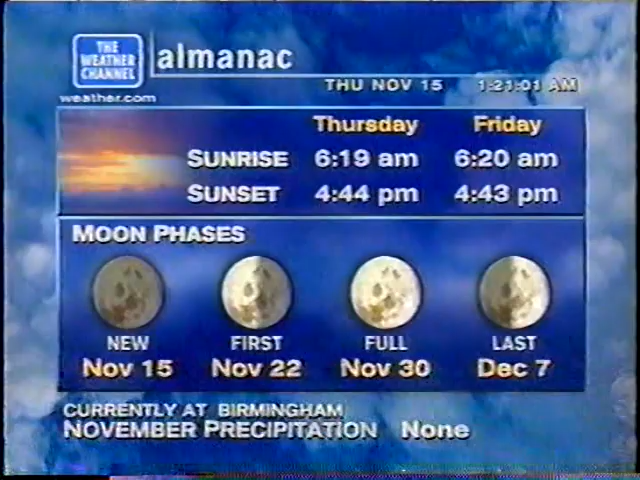 THE
WEATHER
CHANNEL
almanac
weather.com
THU NOV 15 1:21:01 AM
Thursday Friday
SUNRISE 6:19 am 6:20 am
SUNSET 4:44 pm 4:43 pm
MOON PHASES
NEW FIRST FULL LAST
Nov 15 Nov 22 Nov 30 Dec 7
CURRENTLY AT BIRMINGHAM
NOVEMBER PRECIPITATION None